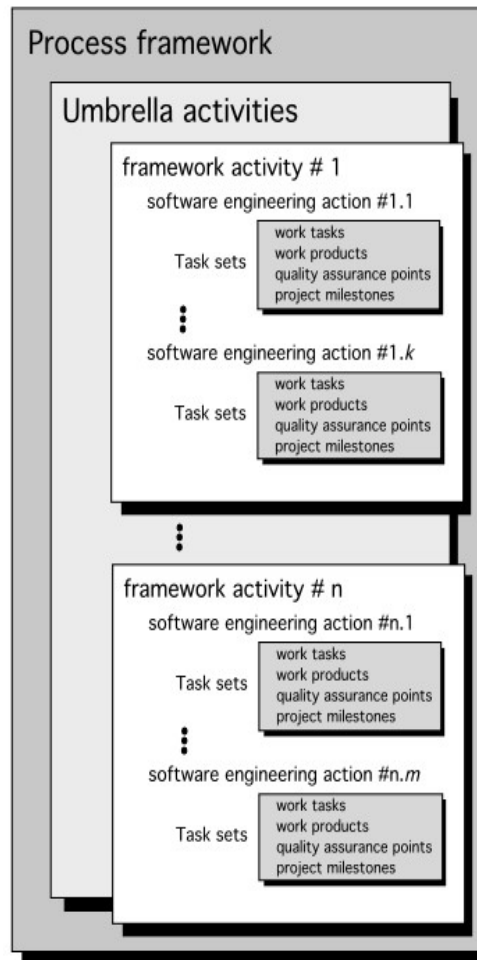 Process framework
Umbrella activities
framework activity # 1
software engineering action #1.1
Task sets
work tasks
work products
quality assurance points
project milestones
software engineering action #1.k
Task sets
work tasks
work products
quality assurance points
project milestones
framework activity # n
software engineering action #n.1
Task sets
work tasks
work products
quality assurance points
project milestones
software engineering action #n.m
Task sets
work tasks
work products
quality assurance points
project milestones